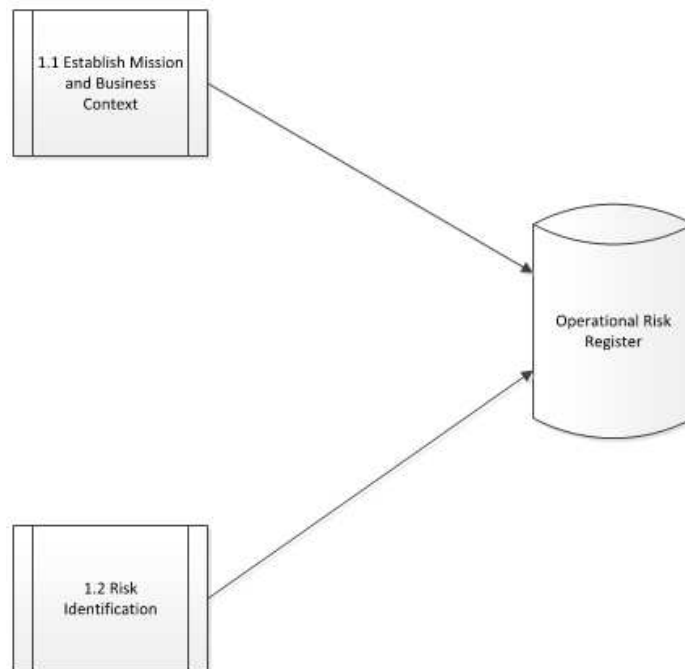 1.1 Establish Mission
and Business
Context
Operational Risk
Register
1.2 Risk
Identification